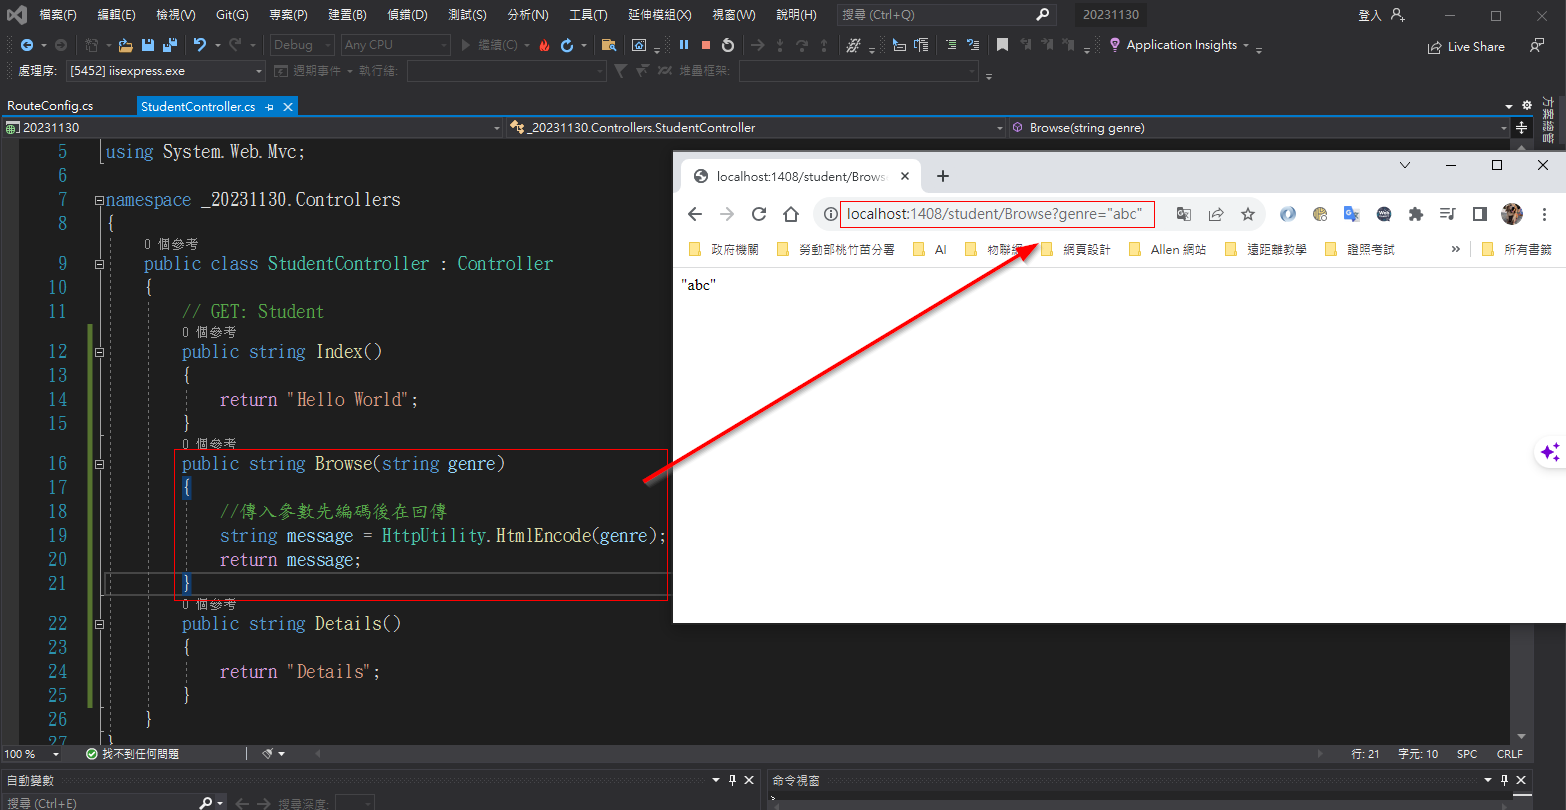 檔案(F) 編輯(E) 檢視(V) Git(G) 專案(P) 建置(B) 偵錯(D) 測試(S) 分析(N) 工具(T) 延伸模組(X) 視窗(W) 說明(H) 搜尋 (Ctrl+Q) 20231130 登入
Debug Any CPU 繼續(C) Application Insights Live Share
處理序: [5452] iisexpress.exe 週期事件 執行緒: 堆疊框架:
RouteConfig.cs StudentController.cs
20231130 _20231130.Controllers.StudentController Browse(string genre)
方案總管
5 using System.Web.Mvc;
6
7 namespace _20231130.Controllers
8 {
0 個參考
9 public class StudentController : Controller
10 {
11 // GET: Student
0 個參考
12 public string Index()
13 {
14 return "Hello World";
15 }
0 個參考
16 public string Browse(string genre)
17 {
18 //傳入參數先編碼後在回傳
19 string message = HttpUtility.HtmlEncode(genre);
20 return message;
21 }
0 個參考
22 public string Details()
23 {
24 return "Details";
25 }
26 }
27 }
localhost:1408/student/Brows
localhost:1408/student/Browse?genre="abc"
政府機關 勞動部桃竹苗分署 AI 物聯網 網頁設計 Allen 網站 遠距離教學 證照考試 » 所有書籤
"abc"
100 % 找不到任何問題 行: 21 字元: 10 SPC CRLF
自動變數 命令視窗
搜尋 (Ctrl+E) 搜尋深度:
>